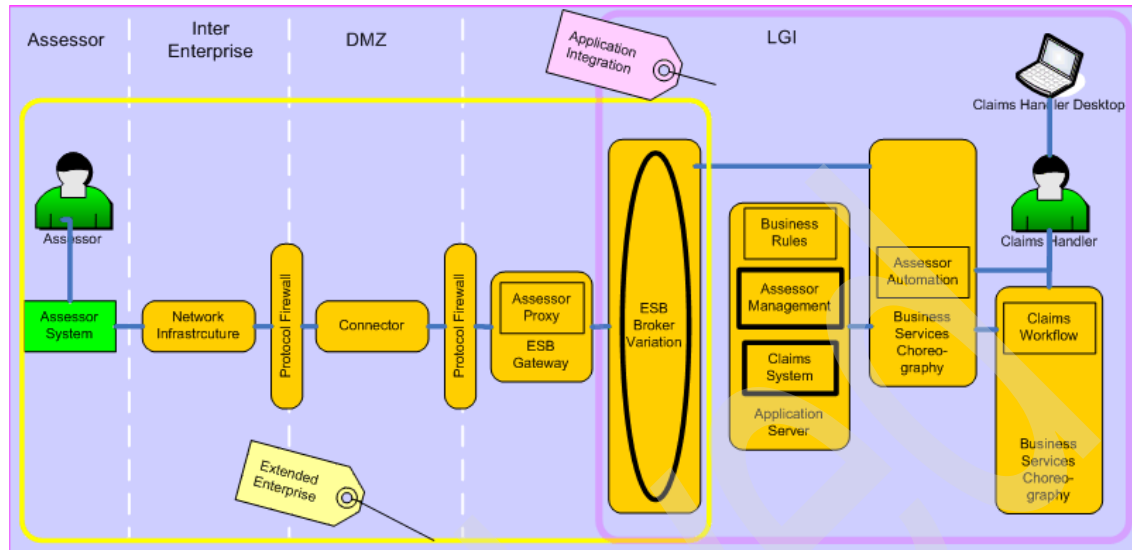 Assessor
Inter
Enterprise
DMZ
LGI
Application
Integration
Claims Handler Desktop
Assessor
Claims Handler
Business
Rules
Assessor
Automation
Assessor
Management
Assessor
System
Network
Infrastrcuture
Protocol Firewall
Connector
Protocol Firewall
Assessor
Proxy
ESB
Gateway
ESB
Broker
Variation
Claims
System
Application
Server
Business
Services
Choreo-
graphy
Claims
Workflow
Business
Services
Choreo-
graphy
Extended
Enterprise